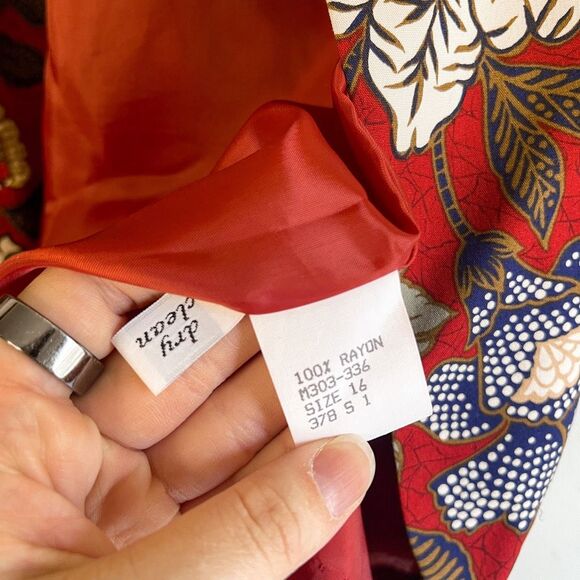 dry
clean
100% RAYON
M303-336
SIZE 16
378 S 1